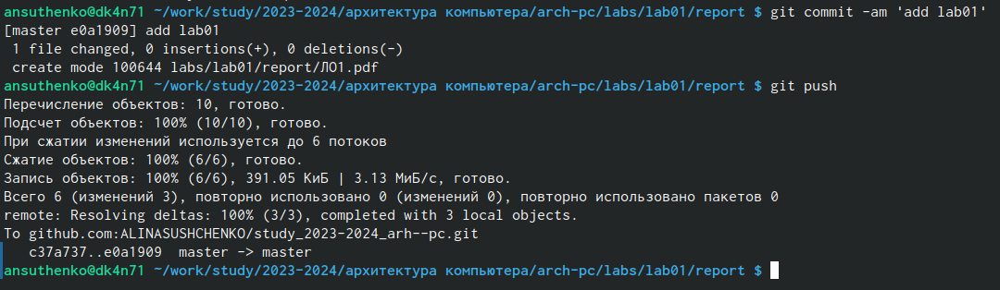 ansuthenko@dk4n71 ~/work/study/2023-2024/архитектура компьютера/arch-pc/labs/lab01/report $ git commit -am 'add lab01'
[master e0a1909] add lab01
 1 file changed, 0 insertions(+), 0 deletions(-)
 create mode 100644 labs/lab01/report/ЛО1.pdf
ansuthenko@dk4n71 ~/work/study/2023-2024/архитектура компьютера/arch-pc/labs/lab01/report $ git push
Перечисление объектов: 10, готово.
Подсчет объектов: 100% (10/10), готово.
При сжатии изменений используется до 6 потоков
Сжатие объектов: 100% (6/6), готово.
Запись объектов: 100% (6/6), 391.05 КиБ | 3.13 МиБ/с, готово.
Всего 6 (изменений 3), повторно использовано 0 (изменений 0), повторно использовано пакетов 0
remote: Resolving deltas: 100% (3/3), completed with 3 local objects.
To github.com:ALINASUSHCHENKO/study_2023-2024_arh--pc.git
   c37a737..e0a1909  master -> master
ansuthenko@dk4n71 ~/work/study/2023-2024/архитектура компьютера/arch-pc/labs/lab01/report $